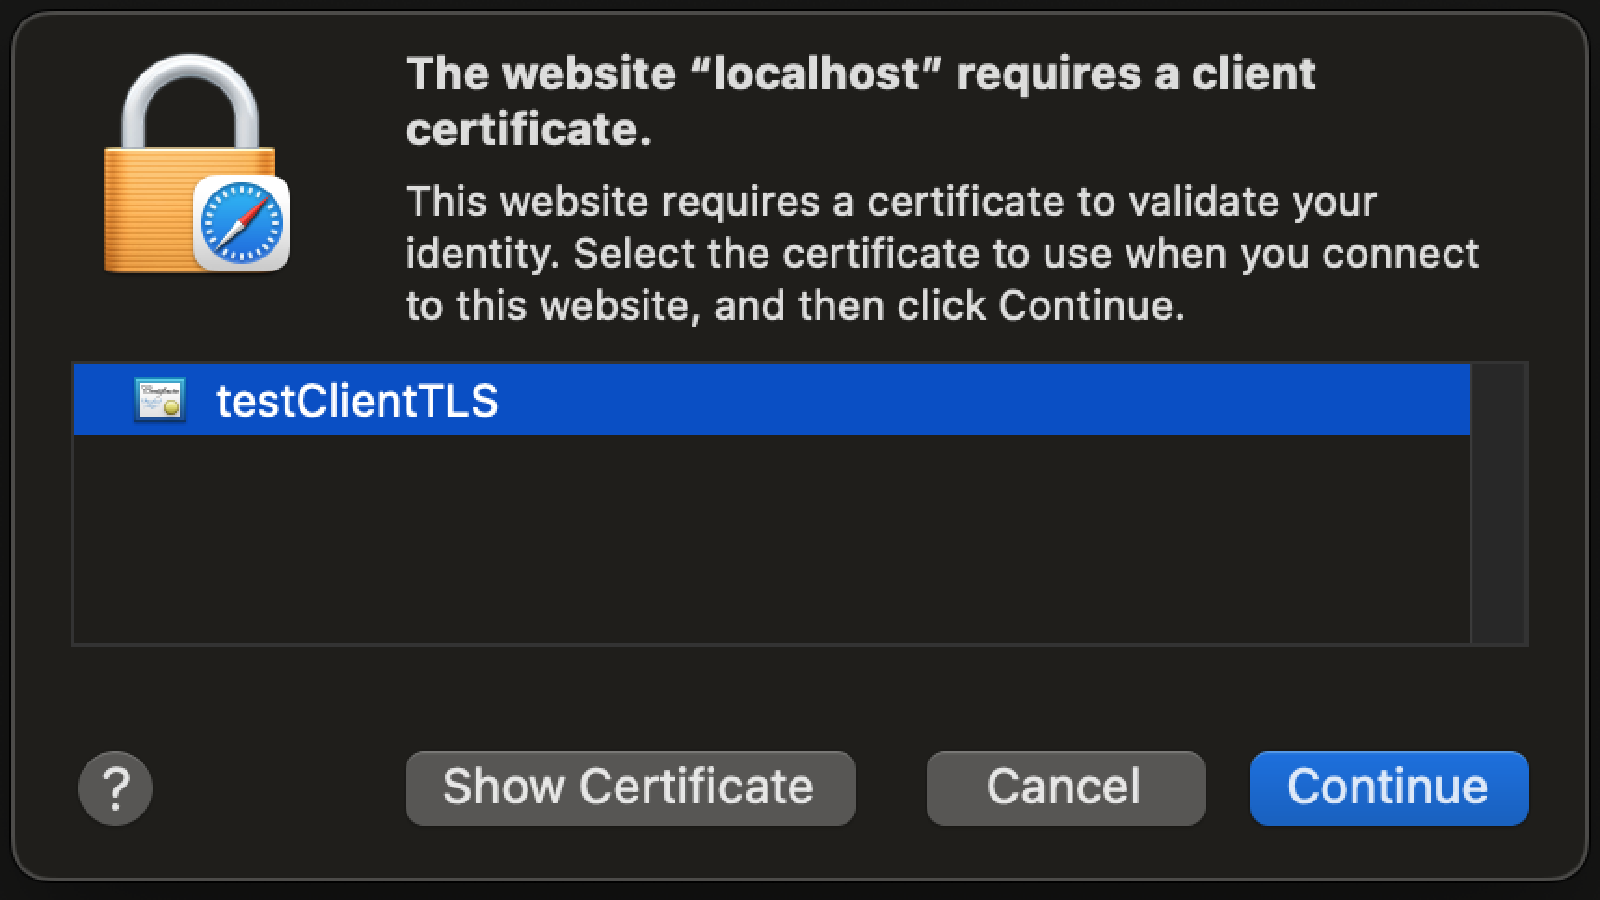 The website “localhost” requires a client
certificate.
This website requires a certificate to validate your
identity. Select the certificate to use when you connect
to this website, and then click Continue.
testClientTLS
?
Show Certificate
Cancel
Continue